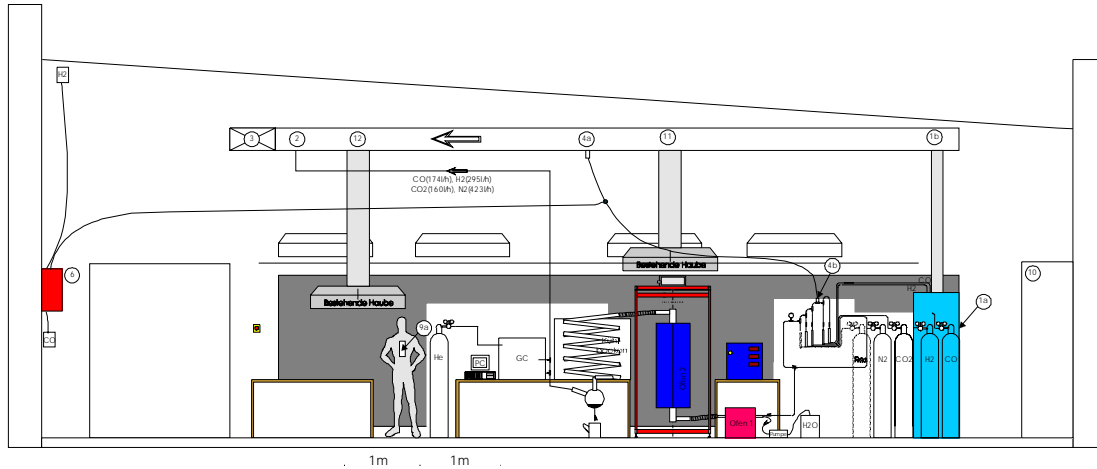 H2
3
2
12
4a
11
1b
CO(174l/h), H2(295l/h)
CO2(160l/h), N2(423l/h)
6
Bestehende Haube
Bestehende Haube
4b
10
CO
H2
1a
9a
CO
He
PC
GC
N2
CO2
H2
CO
Ofen 1
Pumpe
H2O
1m
1m